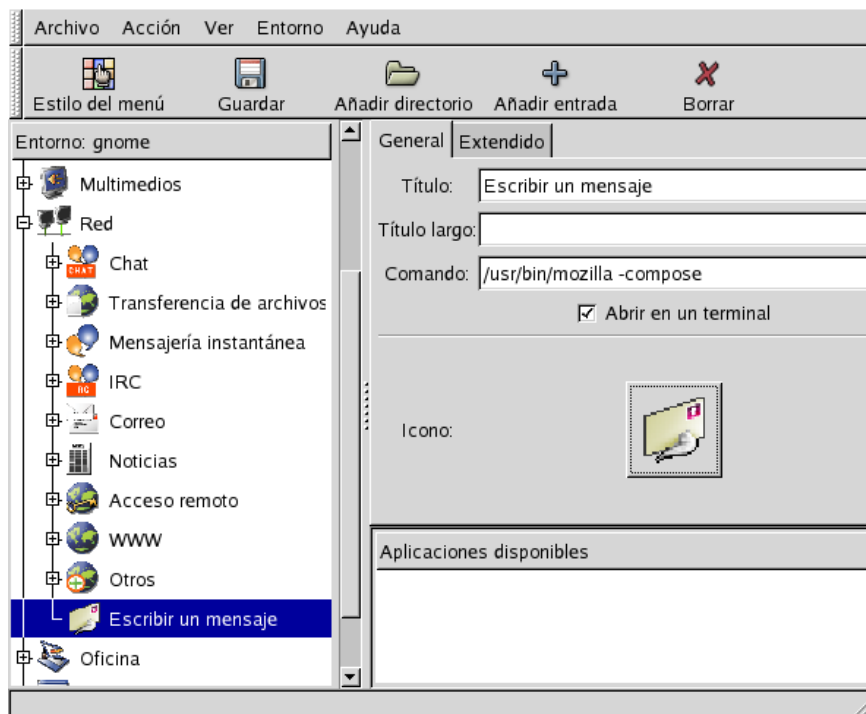 Archivo Acción Ver Entorno Ayuda
Estilo del menú Guardar Añadir directorio Añadir entrada Borrar
Entorno: gnome
Multimedios
Red
CHAT Chat
Transferencia de archivos
Mensajería instantánea
IRC
Correo
Noticias
Acceso remoto
WWW
Otros
Escribir un mensaje
Oficina
General Extendido
Título: Escribir un mensaje
Título largo:
Comando: /usr/bin/mozilla -compose
Abrir en un terminal
Icono:
Aplicaciones disponibles